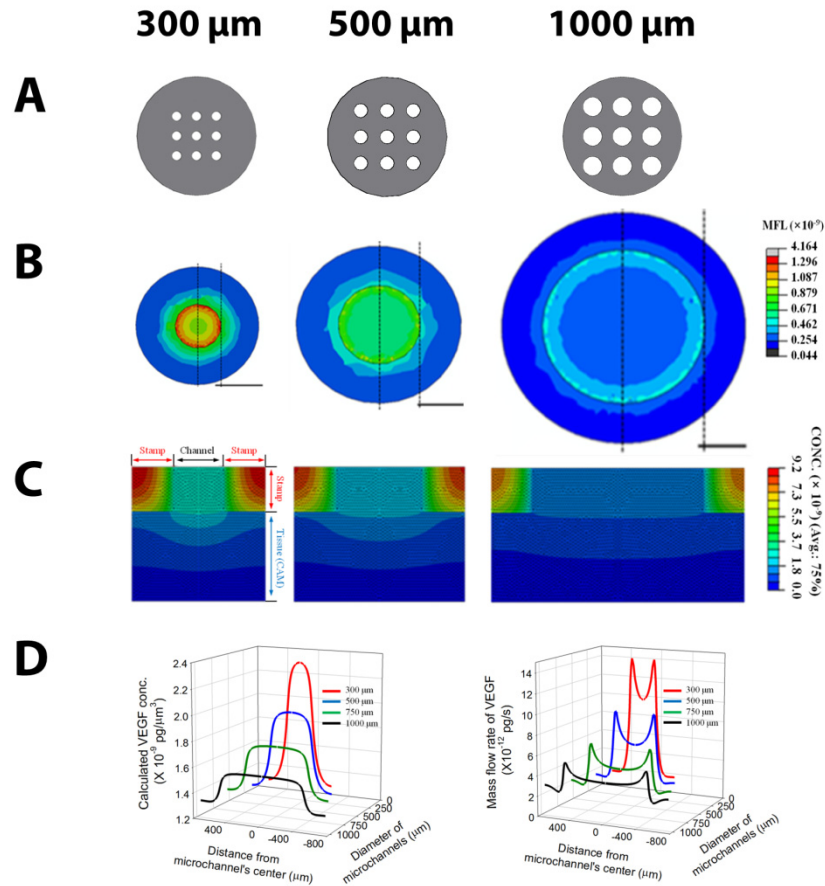 300 µm 500 µm 1000 µm
A
B
MFL (×10⁻⁹)
4.164
1.296
1.087
0.879
0.671
0.462
0.254
0.044
C
Stamp Channel Stamp
Stamp
Tissue (CAM)
CONC. (× 10⁻⁹) (Avg.: 75%)
9.2
7.3
5.5
3.7
1.8
0.0
D
Calculated VEGF conc.
(X 10⁻⁹ pg/µm³)
2.4
2.2
2.0
1.8
1.6
1.4
1.2
300 µm
500 µm
750 µm
1000 µm
400 0 -400 -800
Distance from
microchannel's center (µm)
1000 750 500 250 0
Diameter of
microchannels (µm)
Mass flow rate of VEGF
(X10⁻¹² pg/s)
14
12
10
8
6
4
2
0
300 µm
500 µm
750 µm
1000 µm
400 0 -400 -800
Distance from
microchannel's center (µm)
1000 750 500 250 0
Diameter of
microchannels (µm)